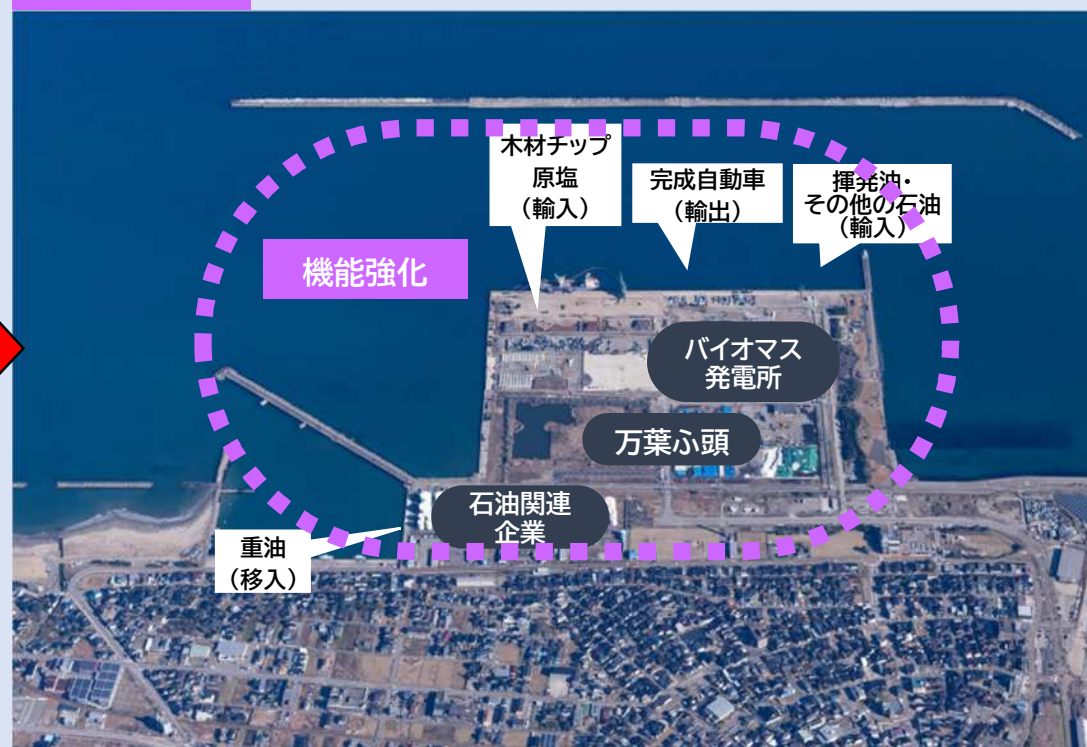 木材チップ
原塩
（輸入）
完成自動車
（輸出）
揮発油・
その他の石油
（輸入）
機能強化
バイオマス
発電所
万葉ふ頭
石油関連
企業
重油
（移入）